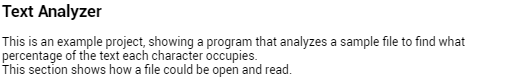 Text Analyzer
This is an example project, showing a program that analyzes a sample file to find what
percentage of the text each character occupies.
This section shows how a file could be open and read.